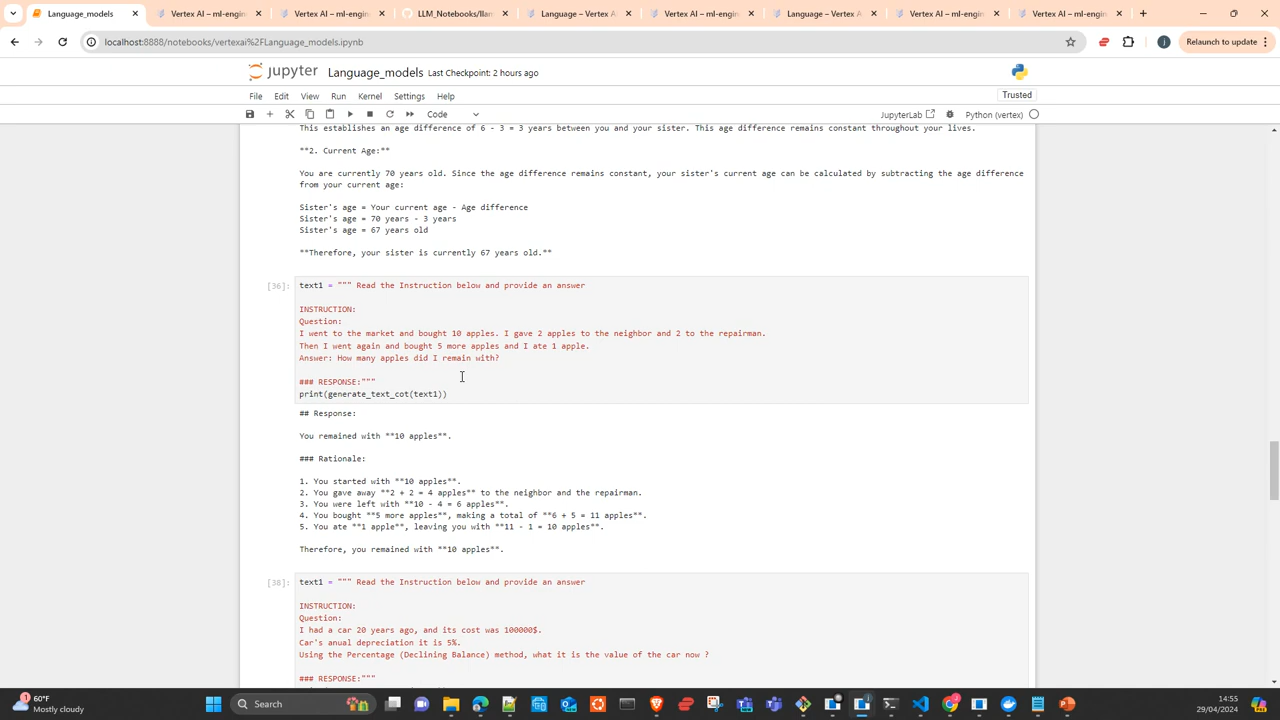 Language_models
Vertex AI – ml-engin
Vertex AI – ml-engin
LLM_Notebooks/llan
Language – Vertex A
Vertex AI – ml-engin
Language – Vertex A
Vertex AI – ml-engin
Vertex AI – ml-engin
localhost:8888/notebooks/vertexai%2FLanguage_models.ipynb
Relaunch to update
jupyter Language_models Last Checkpoint: 2 hours ago
File Edit View Run Kernel Settings Help
Trusted
Code
JupyterLab
Python (vertex)
This establishes an age difference of 6 - 3 = 3 years between you and your sister. This age difference remains constant throughout your lives.
**2. Current Age:**
You are currently 70 years old. Since the age difference remains constant, your sister's current age can be calculated by subtracting the age difference
from your current age:
Sister's age = Your current age - Age difference
Sister's age = 70 years - 3 years
Sister's age = 67 years old
**Therefore, your sister is currently 67 years old.**
[36]: text1 = """ Read the Instruction below and provide an answer
INSTRUCTION:
Question:
I went to the market and bought 10 apples. I gave 2 apples to the neighbor and 2 to the repairman.
Then I went again and bought 5 more apples and I ate 1 apple.
Answer: How many apples did I remain with?
### RESPONSE:"""
print(generate_text_cot(text1))
## Response:
You remained with **10 apples**.
### Rationale:
1. You started with **10 apples**.
2. You gave away **2 + 2 = 4 apples** to the neighbor and the repairman.
3. You were left with **10 - 4 = 6 apples**.
4. You bought **5 more apples**, making a total of **6 + 5 = 11 apples**.
5. You ate **1 apple**, leaving you with **11 - 1 = 10 apples**.
Therefore, you remained with **10 apples**.
[38]: text1 = """ Read the Instruction below and provide an answer
INSTRUCTION:
Question:
I had a car 20 years ago, and its cost was 100000$.
Car's anual depreciation it is 5%.
Using the Percentage (Declining Balance) method, what it is the value of the car now ?
### RESPONSE:"""
60°F
Mostly cloudy
Search
14:55
29/04/2024